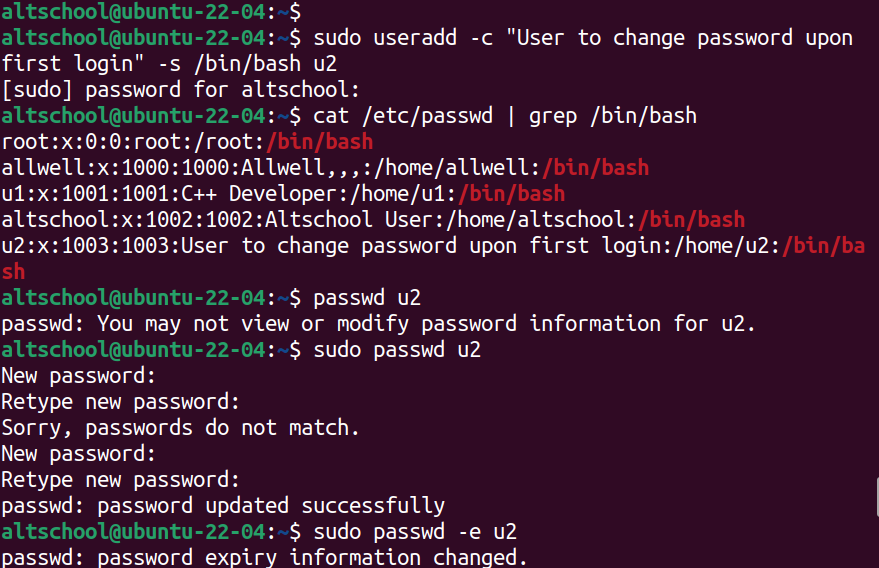 altschool@ubuntu-22-04:~$
altschool@ubuntu-22-04:~$ sudo useradd -c "User to change password upon
first login" -s /bin/bash u2
[sudo] password for altschool:
altschool@ubuntu-22-04:~$ cat /etc/passwd | grep /bin/bash
root:x:0:0:root:/root:/bin/bash
allwell:x:1000:1000:Allwell,,,:/home/allwell:/bin/bash
u1:x:1001:1001:C++ Developer:/home/u1:/bin/bash
altschool:x:1002:1002:Altschool User:/home/altschool:/bin/bash
u2:x:1003:1003:User to change password upon first login:/home/u2:/bin/ba
sh
altschool@ubuntu-22-04:~$ passwd u2
passwd: You may not view or modify password information for u2.
altschool@ubuntu-22-04:~$ sudo passwd u2
New password:
Retype new password:
Sorry, passwords do not match.
New password:
Retype new password:
passwd: password updated successfully
altschool@ubuntu-22-04:~$ sudo passwd -e u2
passwd: password expiry information changed.